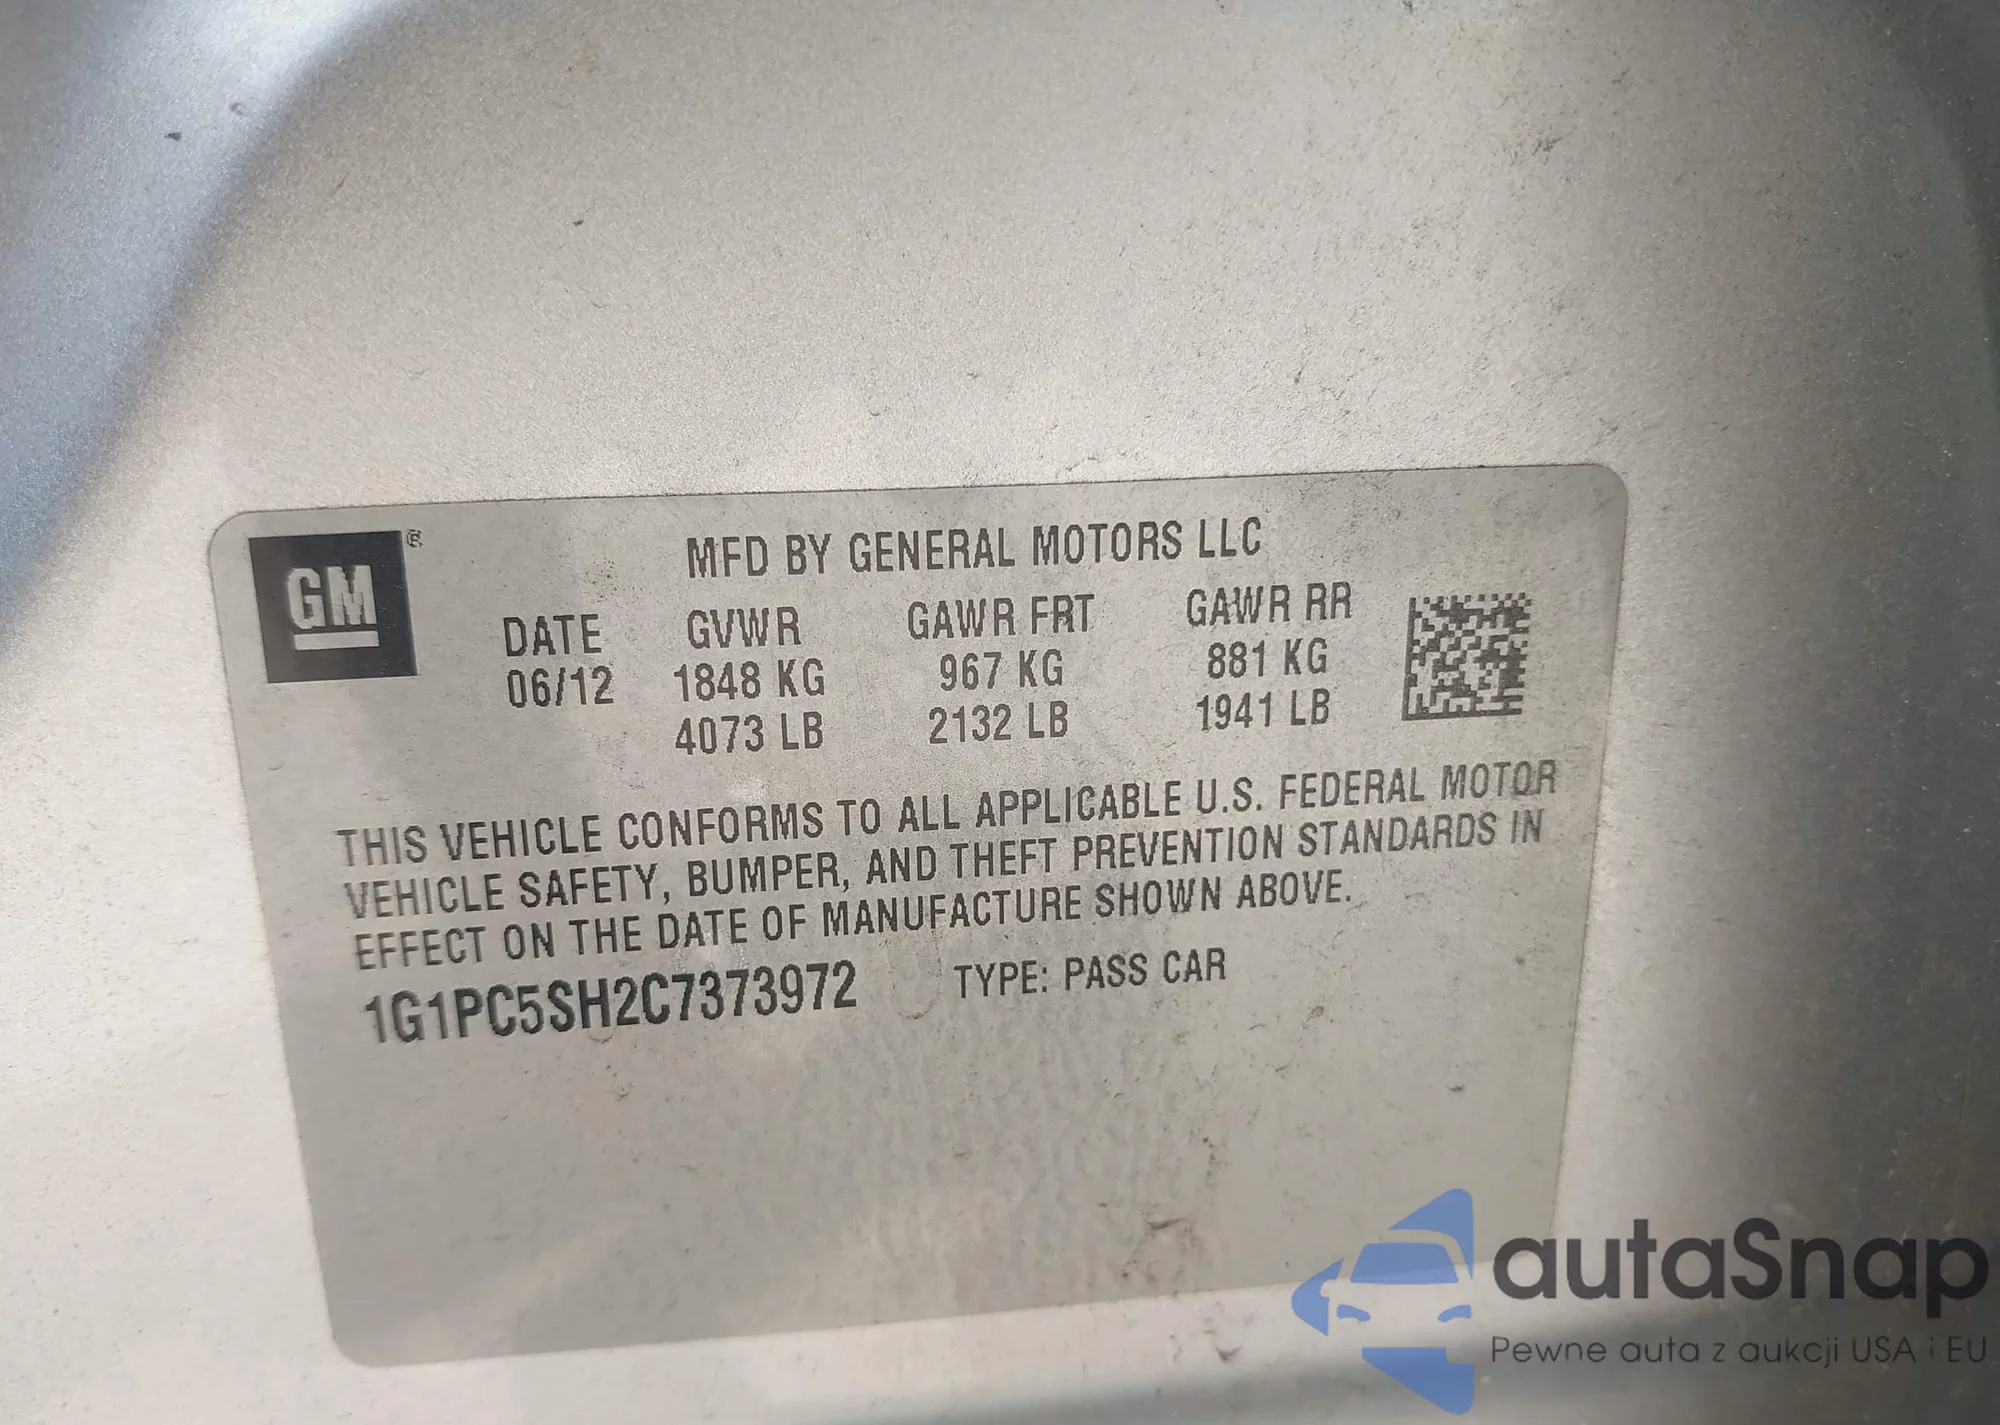 GM
®
MFD BY GENERAL MOTORS LLC
DATE GVWR GAWR FRT GAWR RR
06/12 1848 KG 967 KG 881 KG
4073 LB 2132 LB 1941 LB
THIS VEHICLE CONFORMS TO ALL APPLICABLE U.S. FEDERAL MOTOR
VEHICLE SAFETY, BUMPER, AND THEFT PREVENTION STANDARDS IN
EFFECT ON THE DATE OF MANUFACTURE SHOWN ABOVE.
1G1PC5SH2C7373972 TYPE: PASS CAR
autaSnap
Pewne auta z aukcji USA i EU